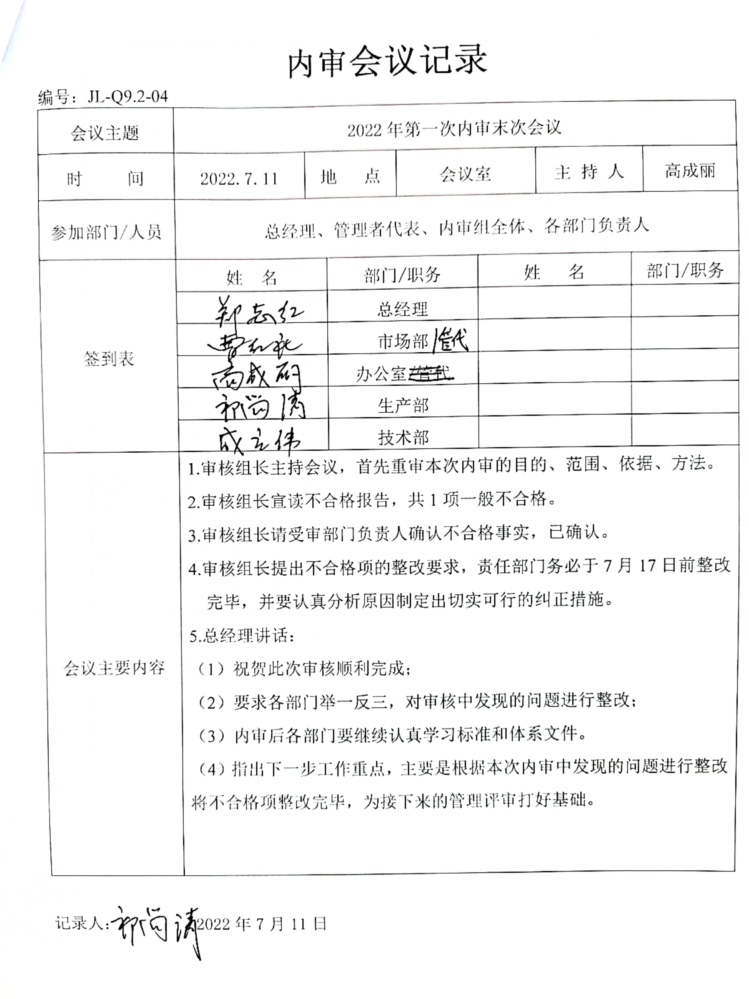 内审会议记录
编号：JL-Q9.2-04
会议主题 2022年第一次内审末次会议
时 间 2022.7.11 地 点 会议室 主 持 人 高成丽
参加部门/人员 总经理、管理者代表、内审组全体、各部门负责人
签到表
姓 名 部门/职务 姓 名 部门/职务
郑志红 总经理
曹红 市场部/管代
高成丽 办公室/管代
祁尚清 生产部
成立伟 技术部
会议主要内容
1.审核组长主持会议，首先重审本次内审的目的、范围、依据、方法。
2.审核组长宣读不合格报告，共1项一般不合格。
3.审核组长请受审部门负责人确认不合格事实，已确认。
4.审核组长提出不合格项的整改要求，责任部门务必于7月17日前整改
完毕，并要认真分析原因制定出切实可行的纠正措施。
5.总经理讲话：
（1）祝贺此次审核顺利完成；
（2）要求各部门举一反三，对审核中发现的问题进行整改；
（3）内审后各部门要继续认真学习标准和体系文件。
（4）指出下一步工作重点，主要是根据本次内审中发现的问题进行整改
将不合格项整改完毕，为接下来的管理评审打好基础。
记录人：祁尚清 2022年7月11日